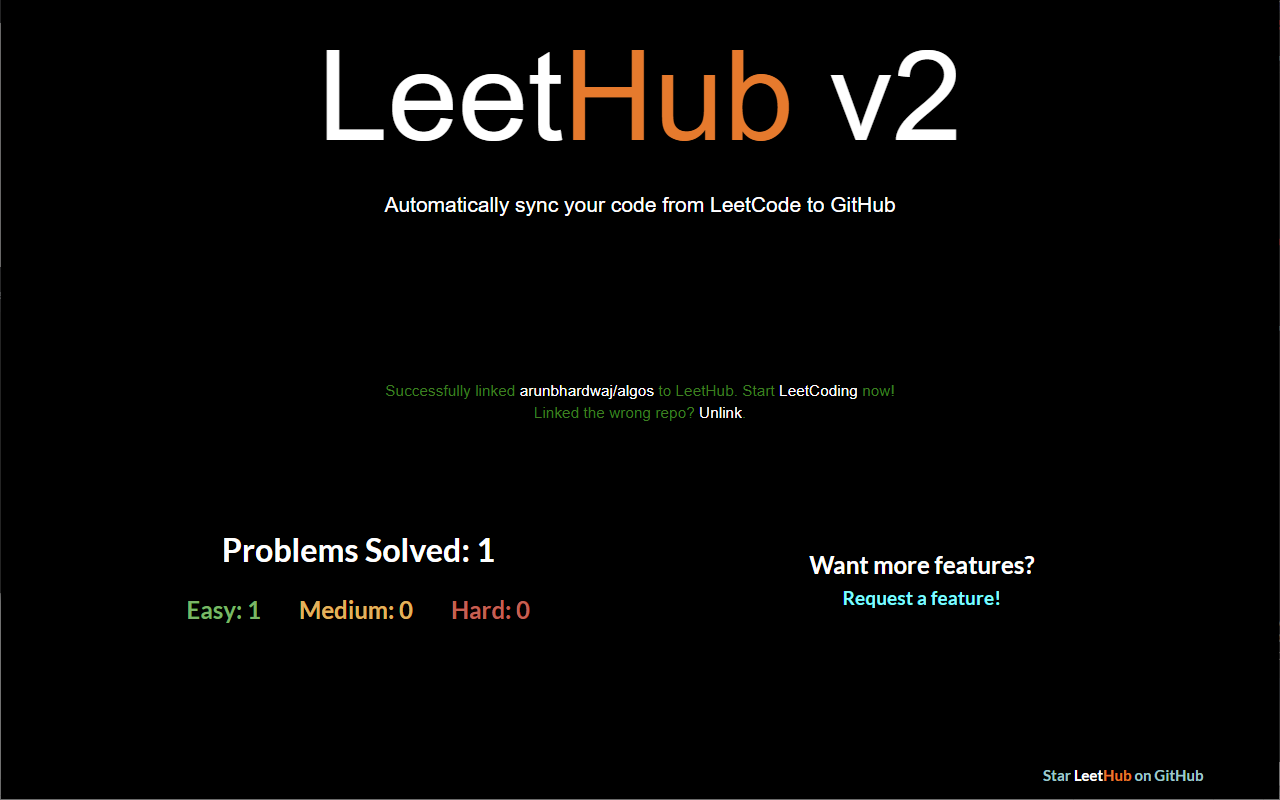 LeetHub v2
Automatically sync your code from LeetCode to GitHub
Successfully linked arunbhardwaj/algos to LeetHub. Start LeetCoding now!
Linked the wrong repo? Unlink.
Problems Solved: 1
Easy: 1 Medium: 0 Hard: 0
Want more features?
Request a feature!
Star LeetHub on GitHub